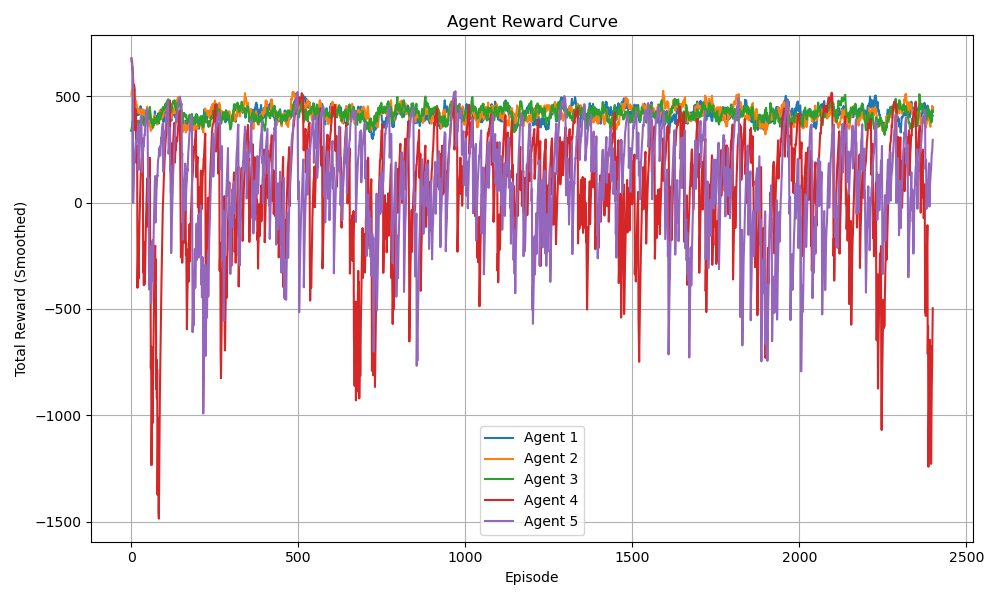 Agent Reward Curve
Total Reward (Smoothed)
500
0
−500
−1000
−1500
Agent 1
Agent 2
Agent 3
Agent 4
Agent 5
0
500
1000
1500
2000
2500
Episode